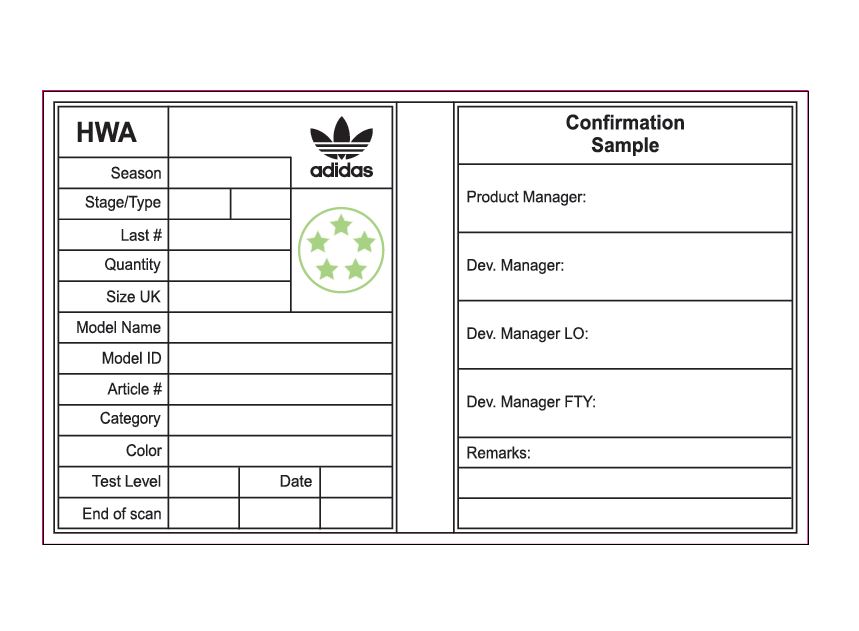 HWA
adidas
Season
Stage/Type
Last #
Quantity
Size UK
Model Name
Model ID
Article #
Category
Color
Test Level
Date
End of scan
Confirmation
Sample
Product Manager:
Dev. Manager:
Dev. Manager LO:
Dev. Manager FTY:
Remarks: